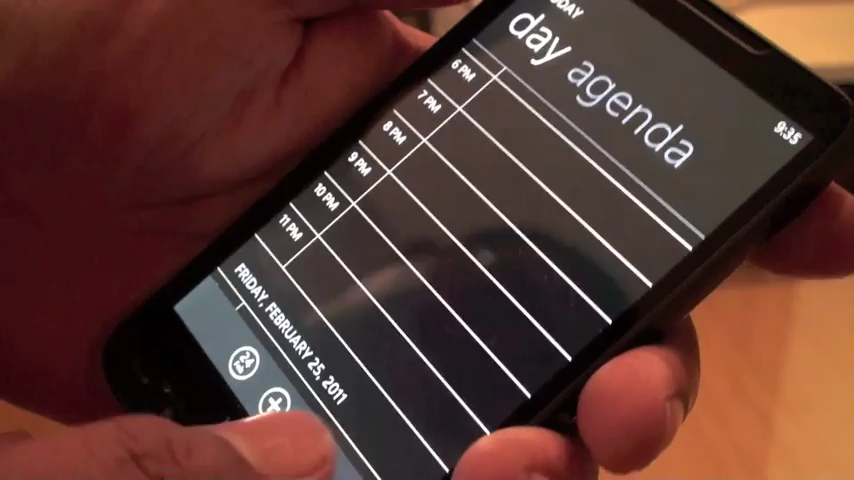 9:35
day agenda
6 PM
7 PM
8 PM
9 PM
10 PM
11 PM
FRIDAY, FEBRUARY 25, 2011
24